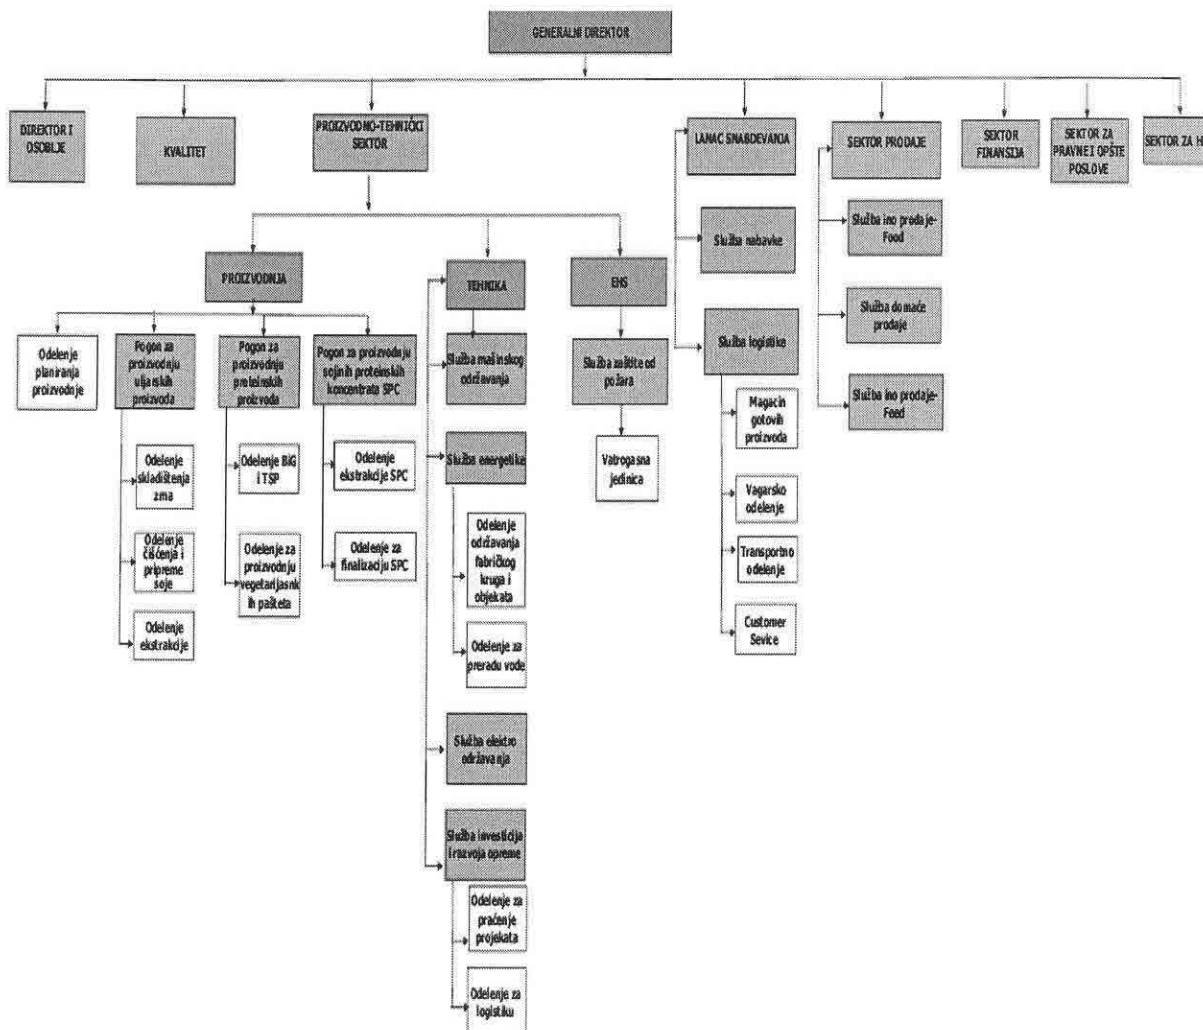 GENERALNI DIREKTOR
DIREKTOR I
OSOBLJE
KVALITET
PROIZVODNO-TEHNIČKI
SEKTOR
LANAC SNABDEVANJA
SEKTOR PRODAJE
SEKTOR
FINANSIJA
SEKTOR ZA
PRAVNE I OPŠTE
POSLOVE
SEKTOR ZA H
PROIZVODNJA
TEHNIKA
EHS
Služba nabavke
Služba ino prodaje-
Food
Odelenje
planiranja
proizvodnje
Pogon za
proizvodnju
uljanskih
proizvoda
Pogon za
proizvodnju
proteinskih
proizvoda
Pogon za proizvodnju
sojinih proteinskih
koncentrata SPC
Služba mašinskog
održavanja
Služba zaštite od
požara
Služba logistike
Služba domaće
prodaje
Služba ino prodaje-
Feed
Odelenje
skladištenja
zrna
Odelenje
čišćenja i
pripreme soje
Odelenje
ekstrakcije
Odelenje BiG
i TSP
Odelenje za
proizvodnju
vegetarijasnk
ih pašteta
Odelenje
ekstrakcije SPC
Odelenje za
finalizaciju SPC
Služba energetike
Odelenje
održavanja
fabričkog
kruga i
objekata
Odelenje za
preradu vode
Služba elektro
održavanja
Služba investicija
i razvoja opreme
Odelenje za
praćenje
projekata
Odelenje za
logistiku
Vatrogasna
jedinica
Magacin
gotovih
proizvoda
Vagarsko
odelenje
Transportno
odelenje
Customer
Sevice